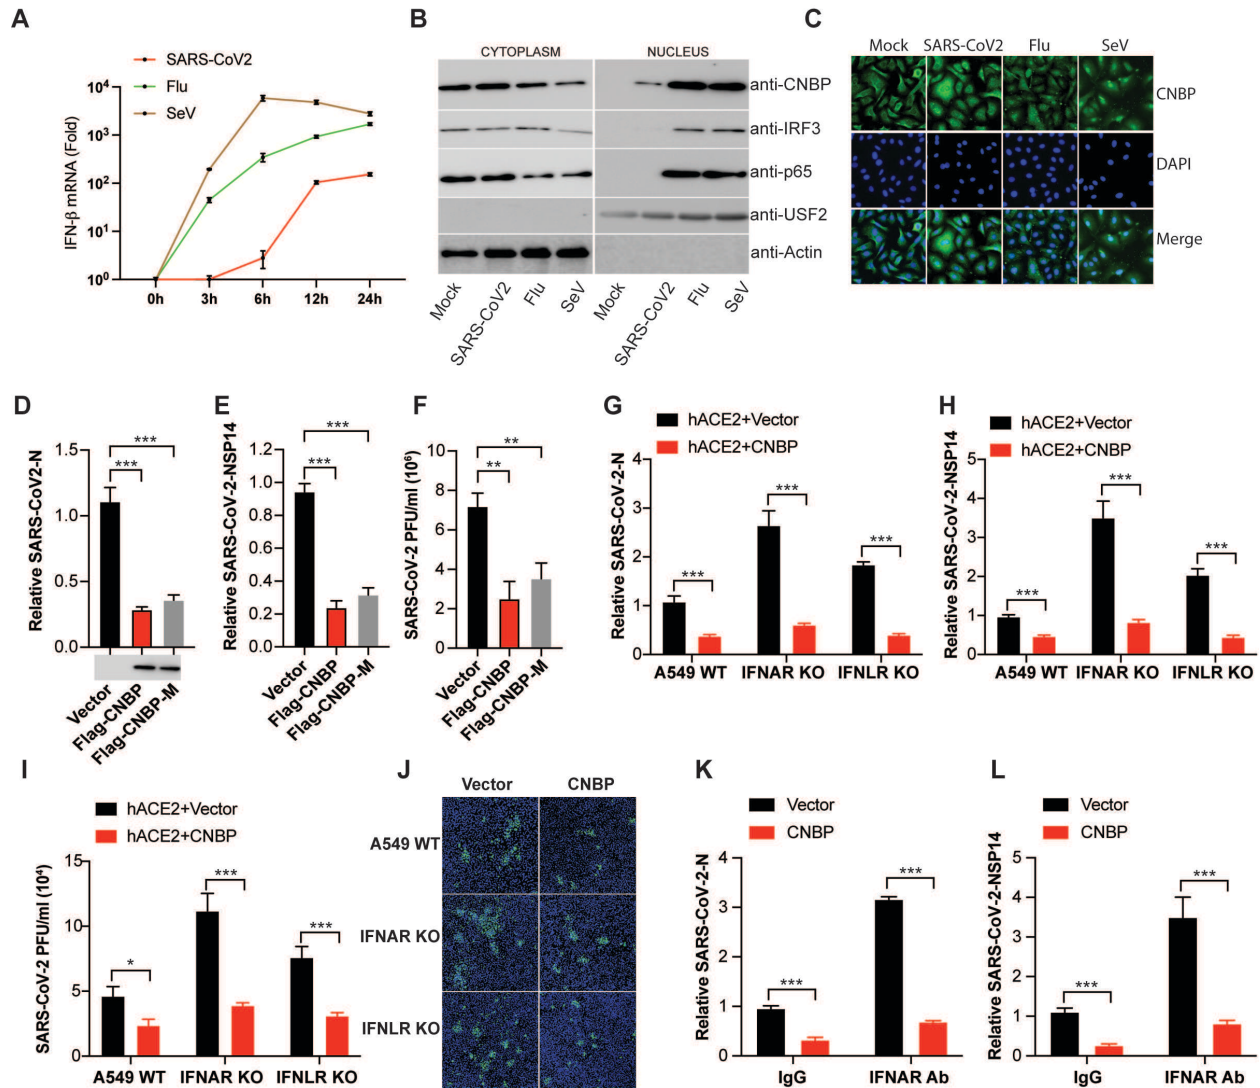 A
SARS-CoV2
Flu
SeV
IFN-β mRNA (Fold)
10⁴
10³
10²
10¹
10⁰
0h 3h 6h 12h 24h
B
CYTOPLASM NUCLEUS
anti-CNBP
anti-IRF3
anti-p65
anti-USF2
anti-Actin
Mock SARS-CoV2 Flu SeV Mock SARS-CoV2 Flu SeV
C
Mock SARS-CoV2 Flu SeV
CNBP
DAPI
Merge
D
Relative SARS-CoV2-N
1.5
1.0
0.5
0.0
***
***
Vector Flag-CNBP Flag-CNBP-M
E
Relative SARS-CoV-2-NSP14
1.2
1.0
0.8
0.6
0.4
0.2
0.0
***
***
Vector Flag-CNBP Flag-CNBP-M
F
SARS-CoV-2 PFU/ml (10⁶)
10
8
6
4
2
0
**
**
Vector Flag-CNBP Flag-CNBP-M
G
hACE2+Vector
hACE2+CNBP
Relative SARS-CoV-2-N
4
3
2
1
0
*** *** ***
A549 WT IFNAR KO IFNLR KO
H
hACE2+Vector
hACE2+CNBP
Relative SARS-CoV-2-NSP14
5
4
3
2
1
0
*** *** ***
A549 WT IFNAR KO IFNLR KO
I
hACE2+Vector
hACE2+CNBP
SARS-CoV-2 PFU/ml (10⁴)
15
10
5
0
* *** ***
A549 WT IFNAR KO IFNLR KO
J
Vector CNBP
A549 WT
IFNAR KO
IFNLR KO
K
Vector
CNBP
Relative SARS-CoV-2-N
4
3
2
1
0
*** ***
IgG IFNAR Ab
L
Vector
CNBP
Relative SARS-CoV-2-NSP14
5
4
3
2
1
0
*** ***
IgG IFNAR Ab